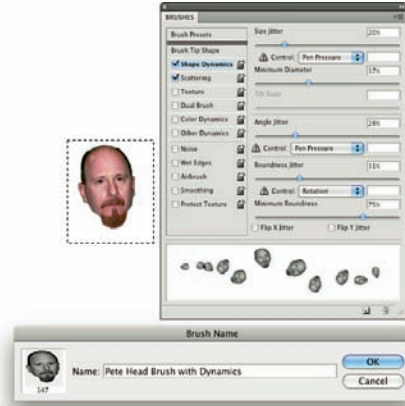 BRUSHES
Brush Presets
Brush Tip Shape
Shape Dynamics
Scattering
Texture
Dual Brush
Color Dynamics
Other Dynamics
Noise
Wet Edges
Airbrush
Smoothing
Protect Texture
Size Jitter 20%
Control: Pen Pressure
Minimum Diameter 37%
Tilt Scale
Angle Jitter 28%
Control: Pen Pressure
Roundness Jitter 31%
Control: Rotation
Minimum Roundness 75%
Flip X Jitter Flip Y Jitter
Brush Name
Name: Pete Head Brush with Dynamics
OK
Cancel
147